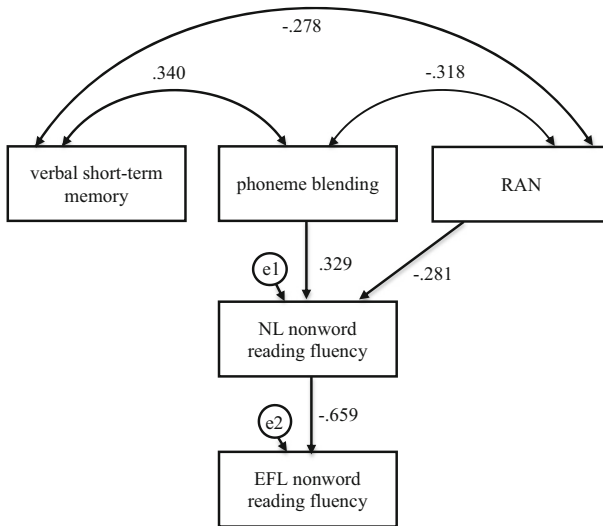 -.278
.340
-.318
verbal short-term
memory
phoneme blending
RAN
.329
-.281
e1
NL nonword
reading fluency
-.659
e2
EFL nonword
reading fluency